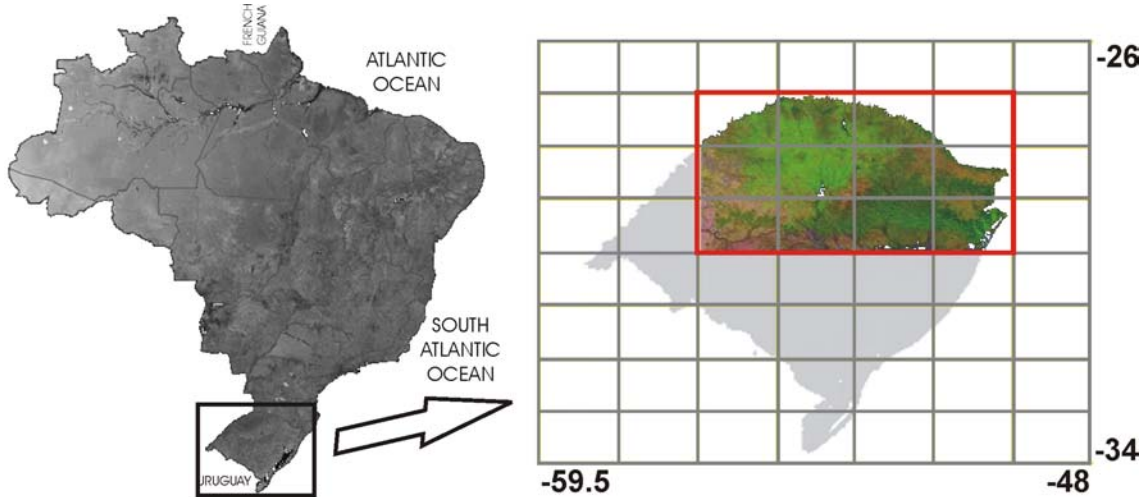 FRENCH
GUIANA
ATLANTIC
OCEAN
SOUTH
ATLANTIC
OCEAN
URUGUAY
-26
-34
-59.5
-48